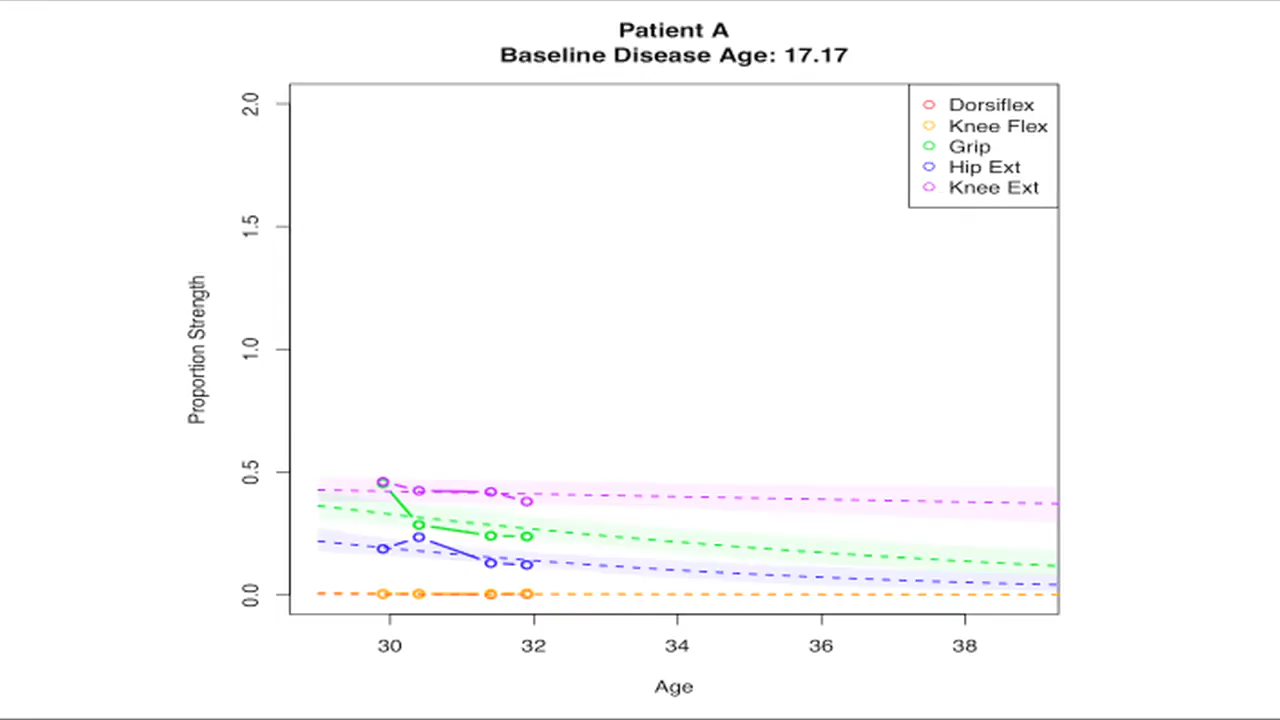 Patient A
Baseline Disease Age: 17.17
Dorsiflex
Knee Flex
Grip
Hip Ext
Knee Ext
Proportion Strength
2.0
1.5
1.0
0.5
0.0
30 32 34 36 38
Age